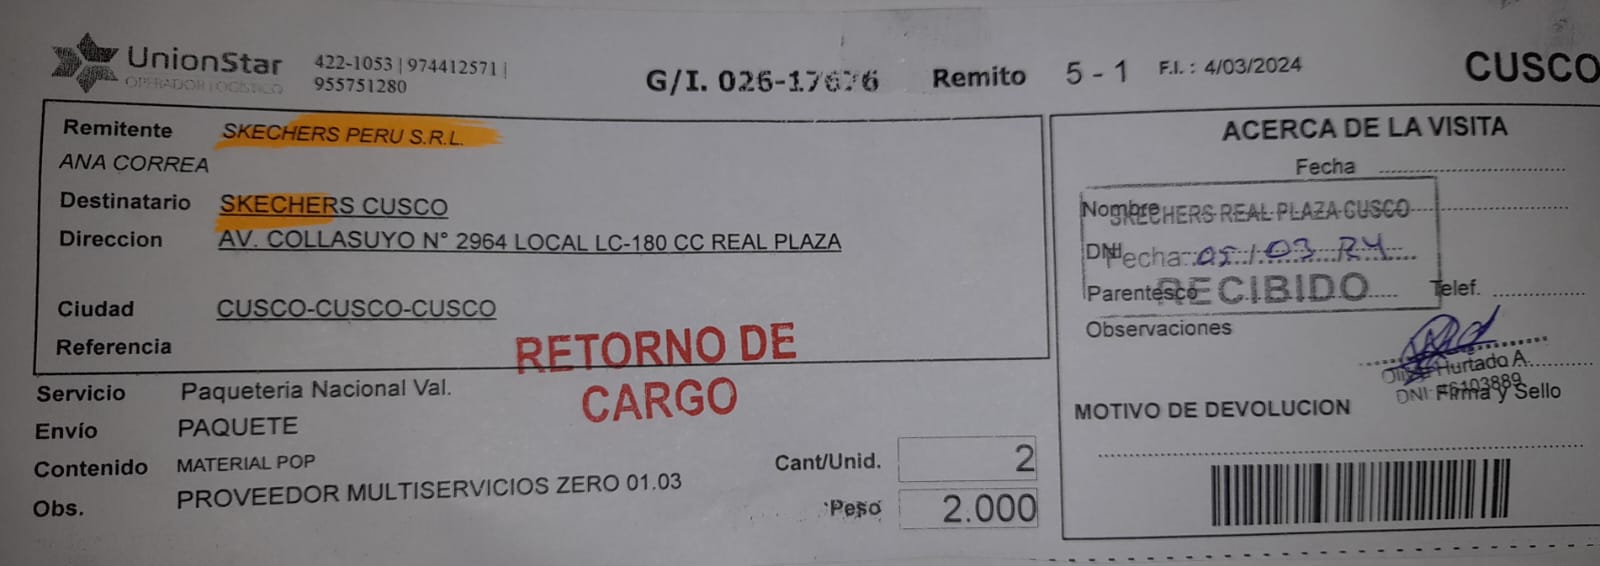 UnionStar
OPERADOR LOGISTICO
422-1053 | 974412571 |
955751280
G/I. 026-17676
Remito 5 - 1
F.I. : 4/03/2024
CUSCO
Remitente SKECHERS PERU S.R.L.
ANA CORREA
Destinatario SKECHERS CUSCO
Direccion AV. COLLASUYO N° 2964 LOCAL LC-180 CC REAL PLAZA
Ciudad CUSCO-CUSCO-CUSCO
Referencia
RETORNO DE
CARGO
Servicio Paqueteria Nacional Val.
Envío PAQUETE
Contenido MATERIAL POP
Obs. PROVEEDOR MULTISERVICIOS ZERO 01.03
Cant/Unid. 2
Peso 2.000
ACERCA DE LA VISITA
Fecha
Nombre
SKECHERS REAL PLAZA CUSCO
DNI
Fecha: 05/03
Parentesco
RECIBIDO
Telef.
Observaciones
Hurtado A.
DNI:
Firma y Sello
MOTIVO DE DEVOLUCION